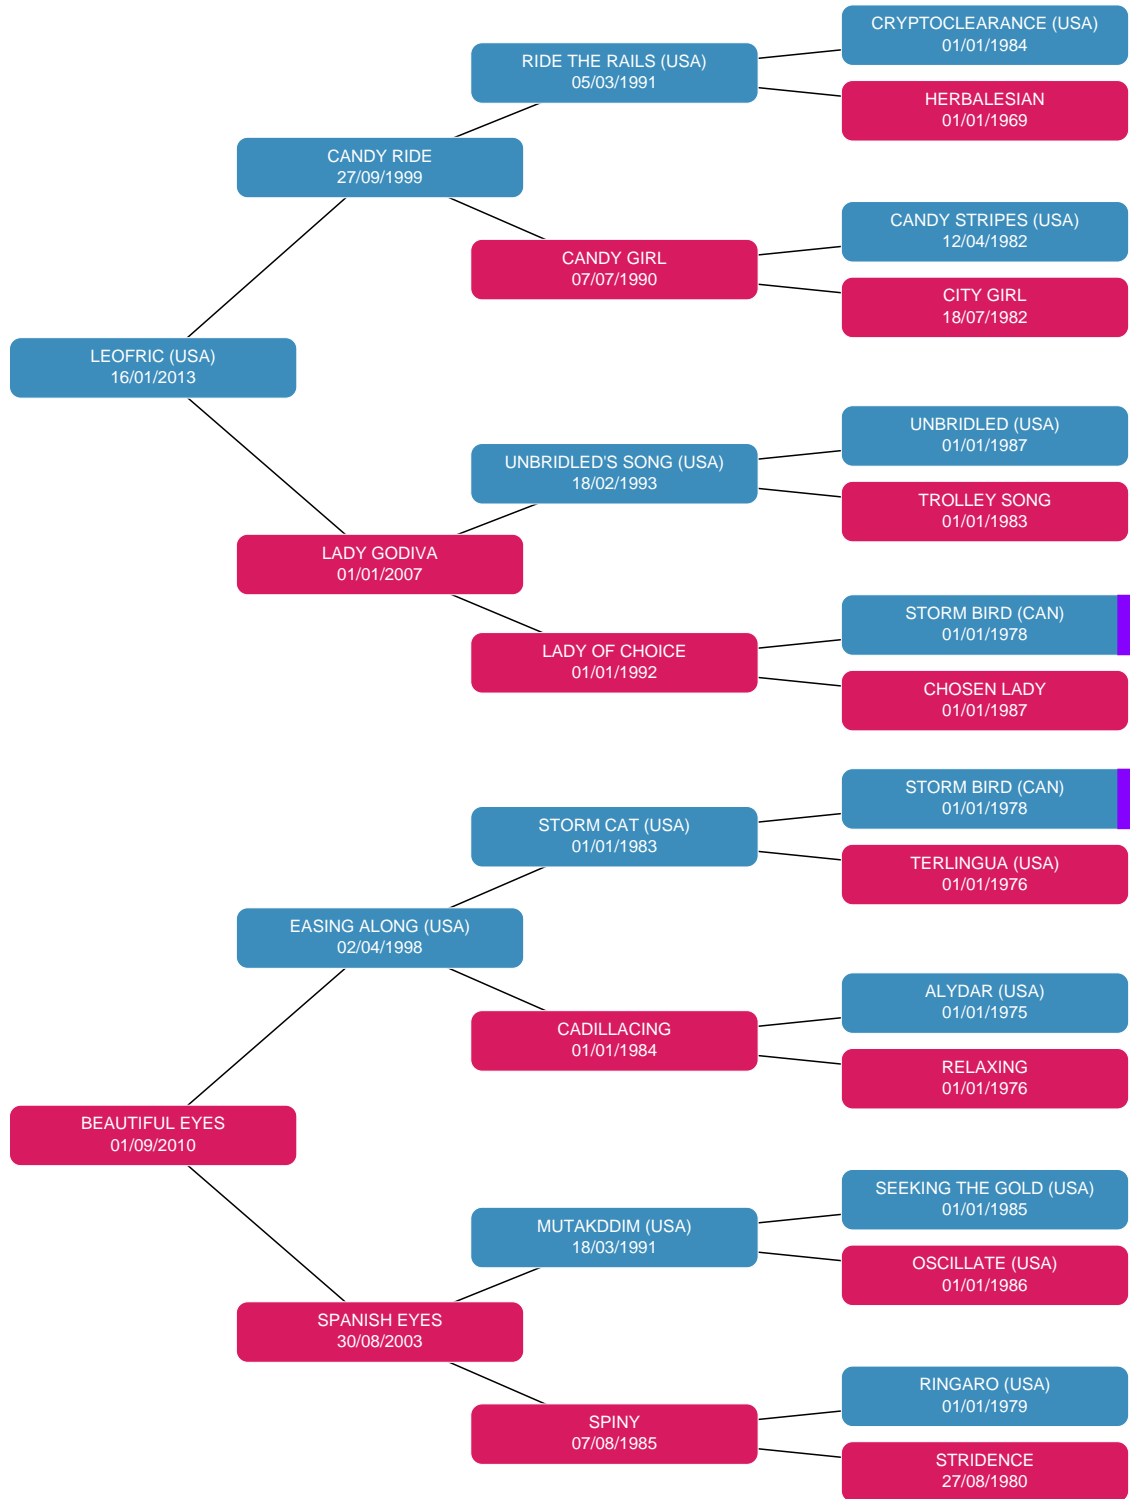 CRYPTOCLEARANCE (USA)
01/01/1984
RIDE THE RAILS (USA)
05/03/1991
HERBALESIAN
01/01/1969
CANDY RIDE
27/09/1999
CANDY STRIPES (USA)
12/04/1982
CANDY GIRL
07/07/1990
CITY GIRL
18/07/1982
LEOFRIC (USA)
16/01/2013
UNBRIDLED (USA)
01/01/1987
UNBRIDLED'S SONG (USA)
18/02/1993
TROLLEY SONG
01/01/1983
LADY GODIVA
01/01/2007
STORM BIRD (CAN)
01/01/1978
LADY OF CHOICE
01/01/1992
CHOSEN LADY
01/01/1987
STORM BIRD (CAN)
01/01/1978
STORM CAT (USA)
01/01/1983
TERLINGUA (USA)
01/01/1976
EASING ALONG (USA)
02/04/1998
ALYDAR (USA)
01/01/1975
CADILLACING
01/01/1984
RELAXING
01/01/1976
BEAUTIFUL EYES
01/09/2010
SEEKING THE GOLD (USA)
01/01/1985
MUTAKDDIM (USA)
18/03/1991
OSCILLATE (USA)
01/01/1986
SPANISH EYES
30/08/2003
RINGARO (USA)
01/01/1979
SPINY
07/08/1985
STRIDENCE
27/08/1980